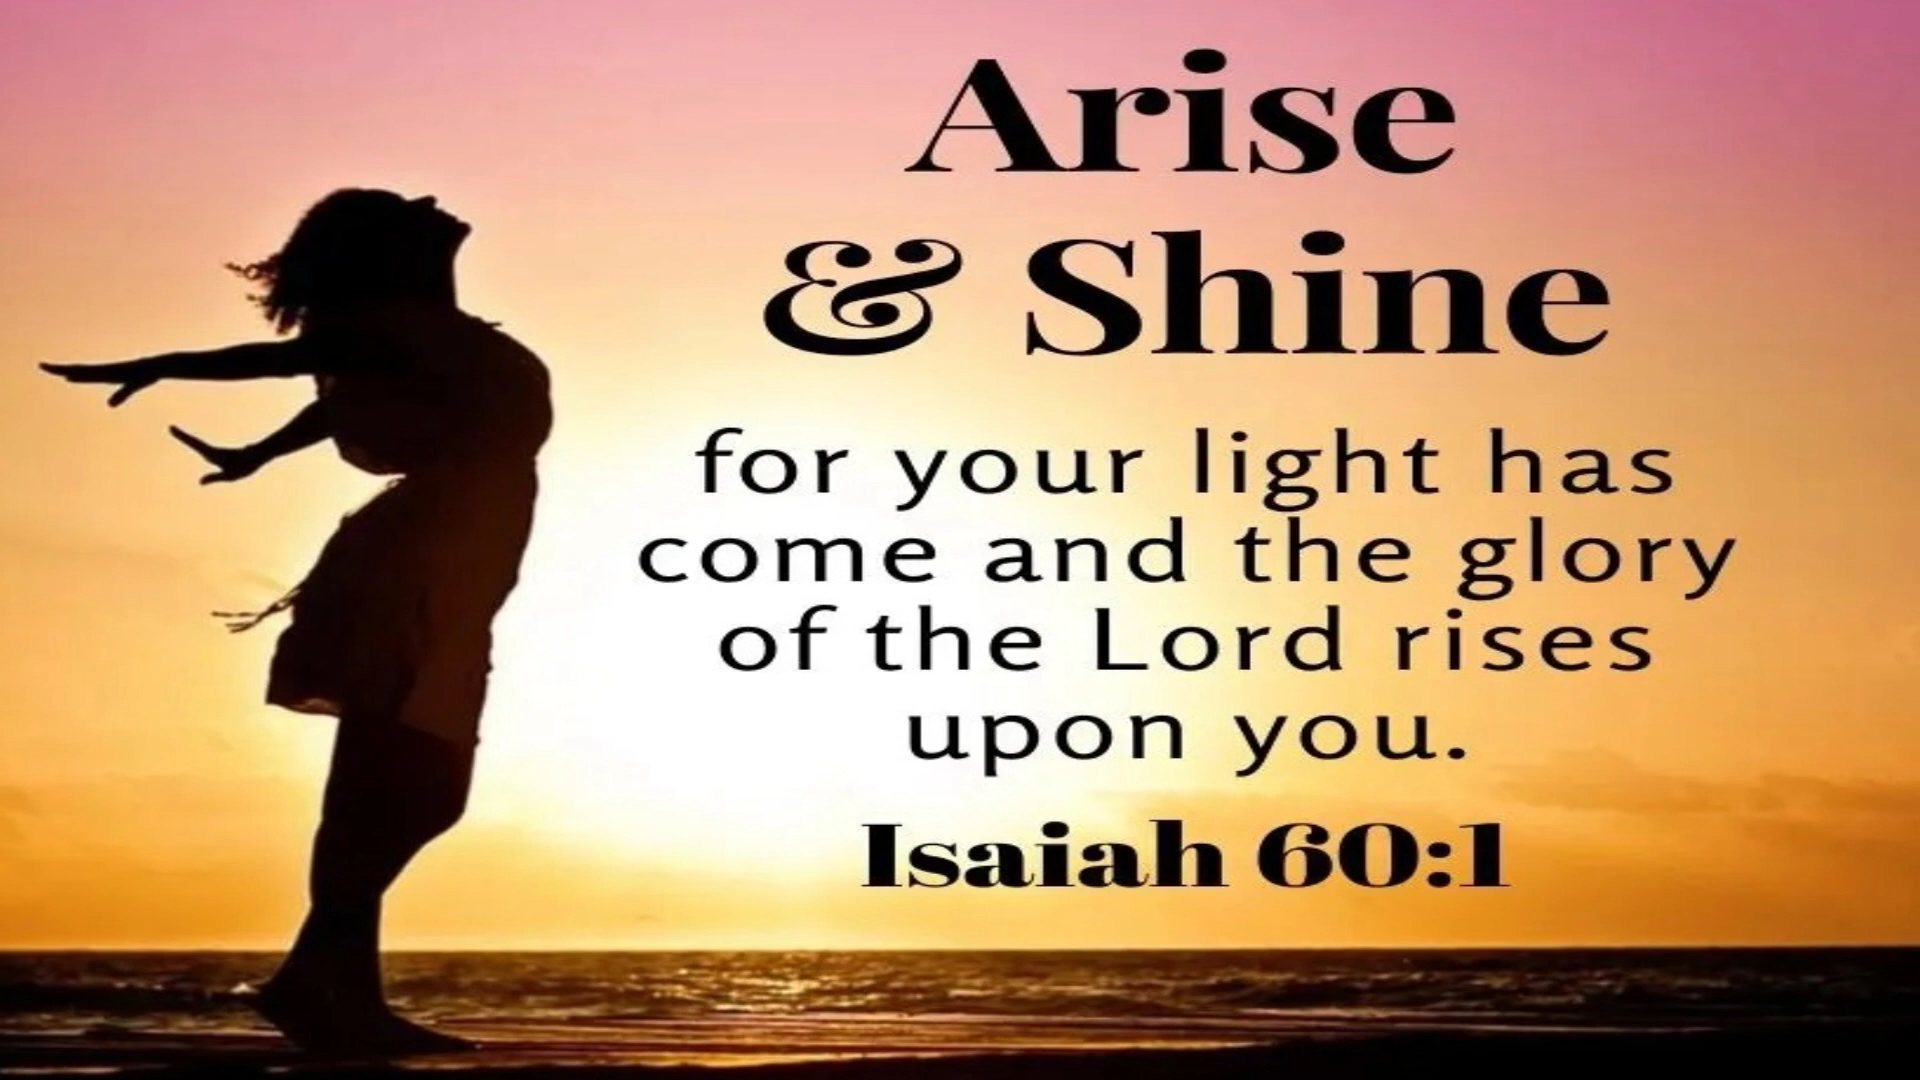 Arise
& Shine
for your light has
come and the glory
of the Lord rises
upon you.
Isaiah 60:1